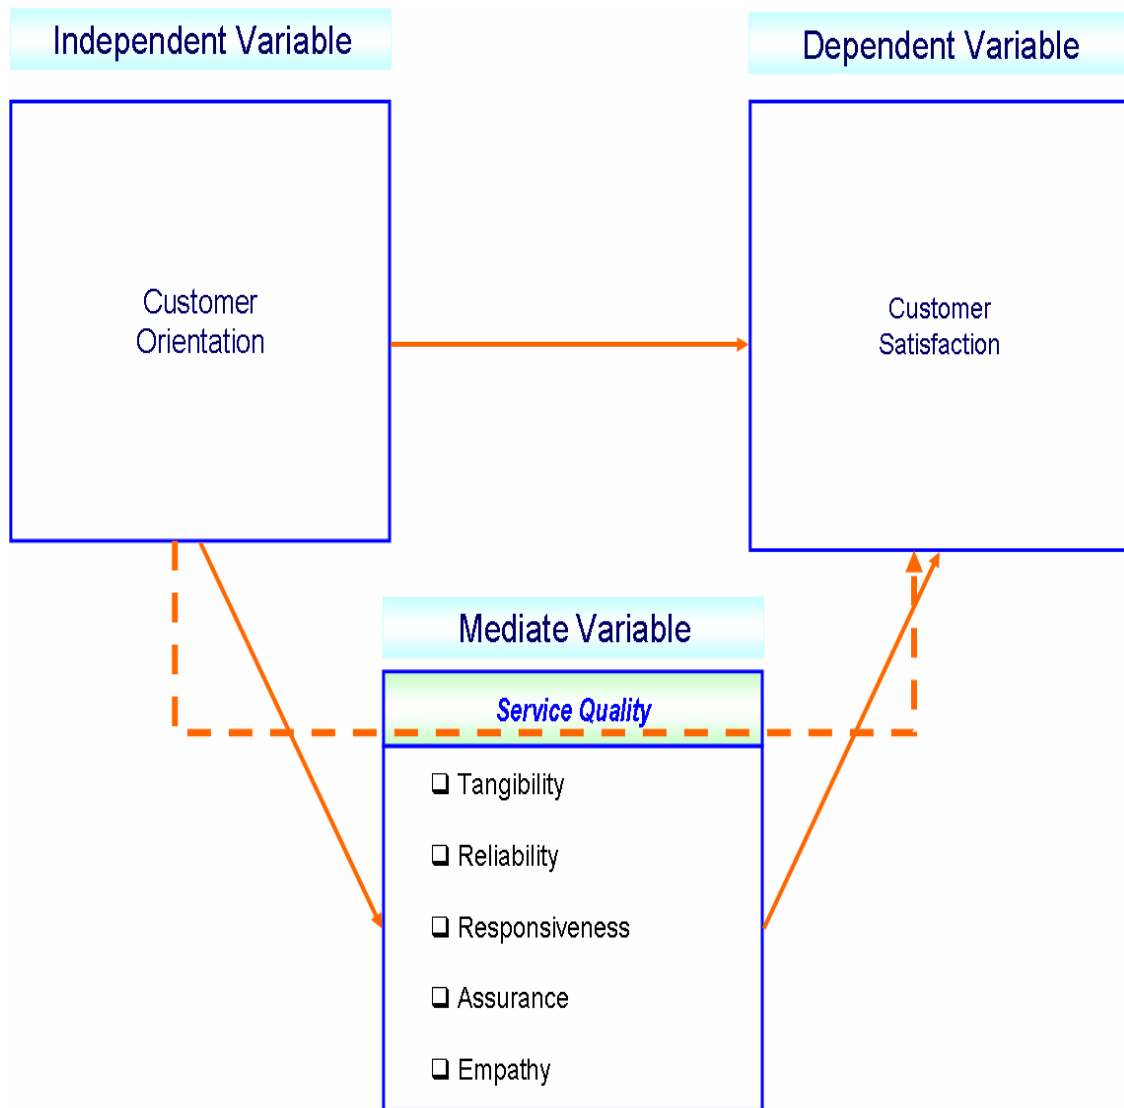 Independent Variable
Dependent Variable
Customer
Orientation
Customer
Satisfaction
Mediate Variable
Service Quality
Tangibility
Reliability
Responsiveness
Assurance
Empathy